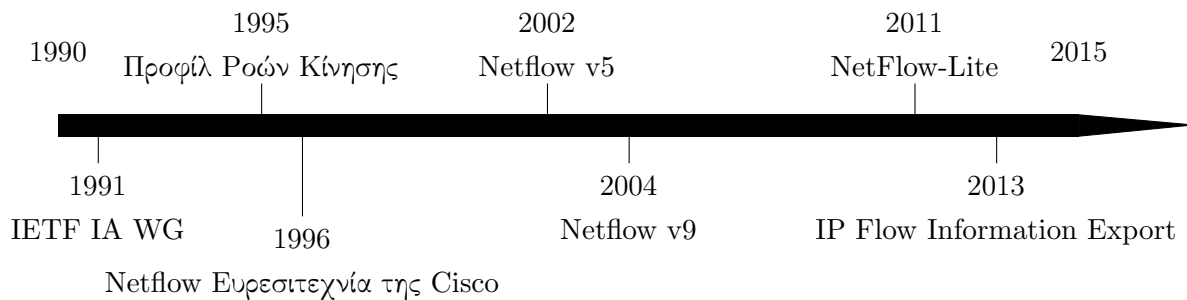 1990
1995
Προφίλ Ροών Κίνησης
2002
Netflow v5
2011
NetFlow-Lite
2015
1991
IETF IA WG
1996
Netflow Ευρεσιτεχνία της Cisco
2004
Netflow v9
2013
IP Flow Information Export